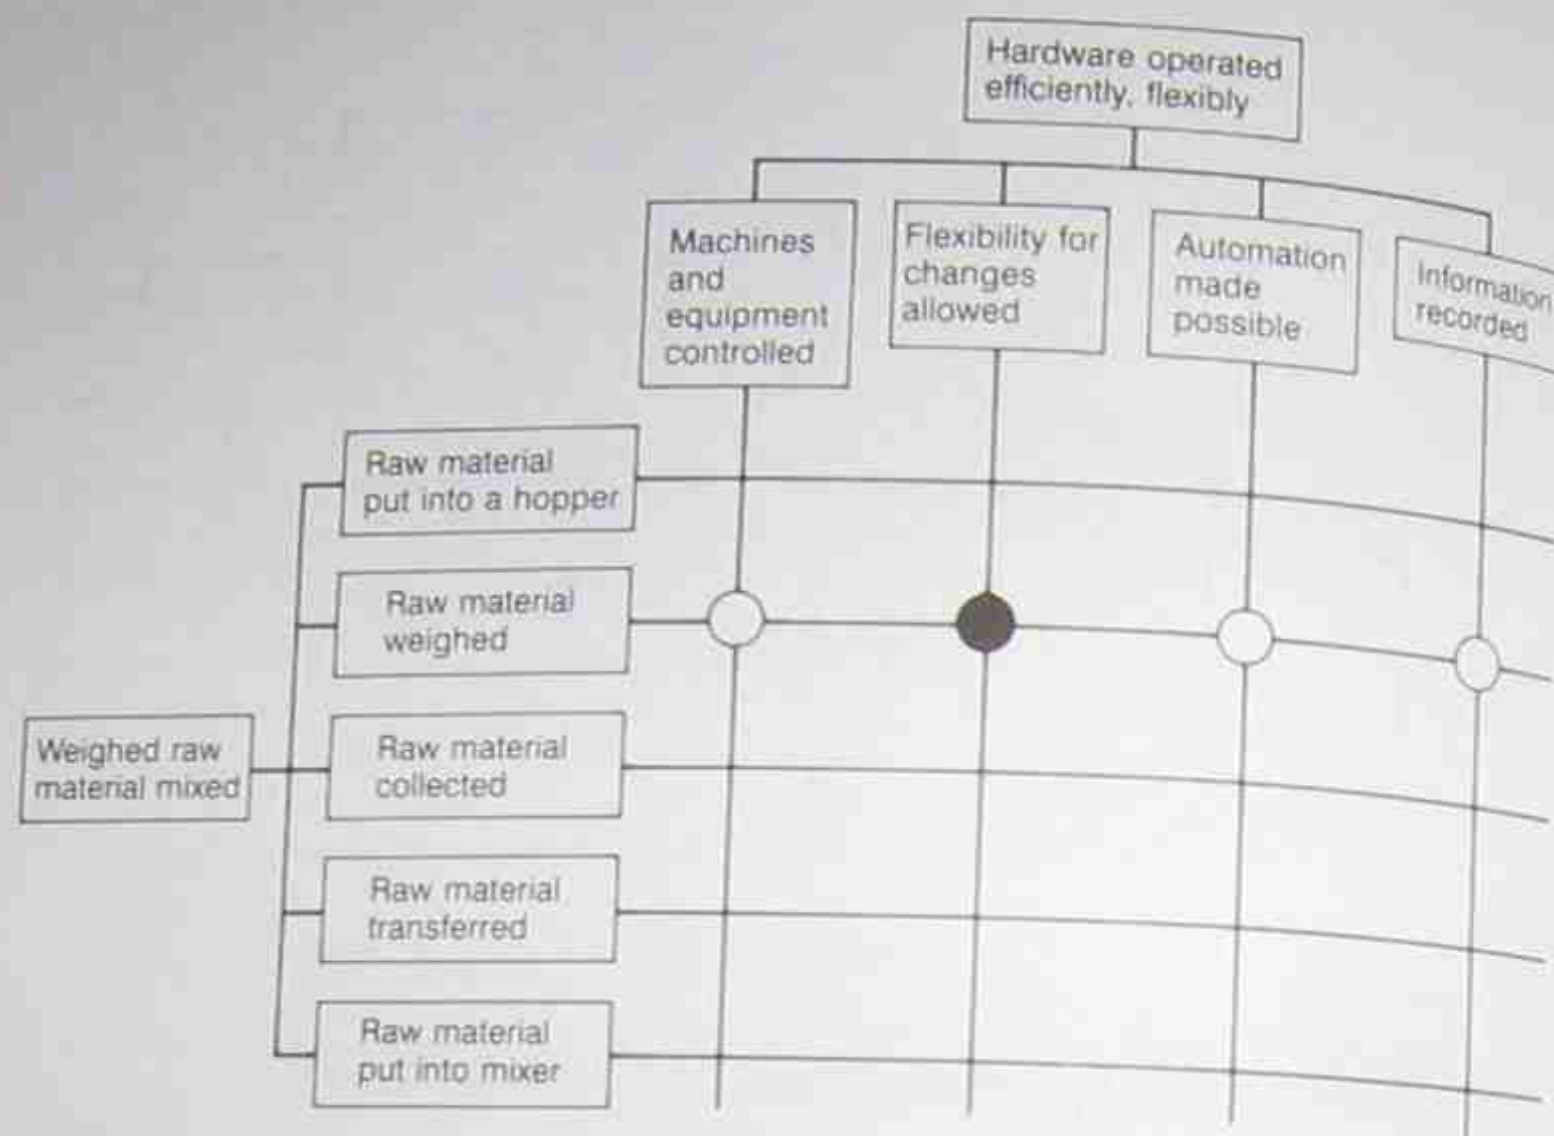 Hardware operated
efficiently, flexibly
Machines
and
equipment
controlled
Flexibility for
changes
allowed
Automation
made
possible
Information
recorded
Raw material
put into a hopper
Raw material
weighed
Weighed raw
material mixed
Raw material
collected
Raw material
transferred
Raw material
put into mixer